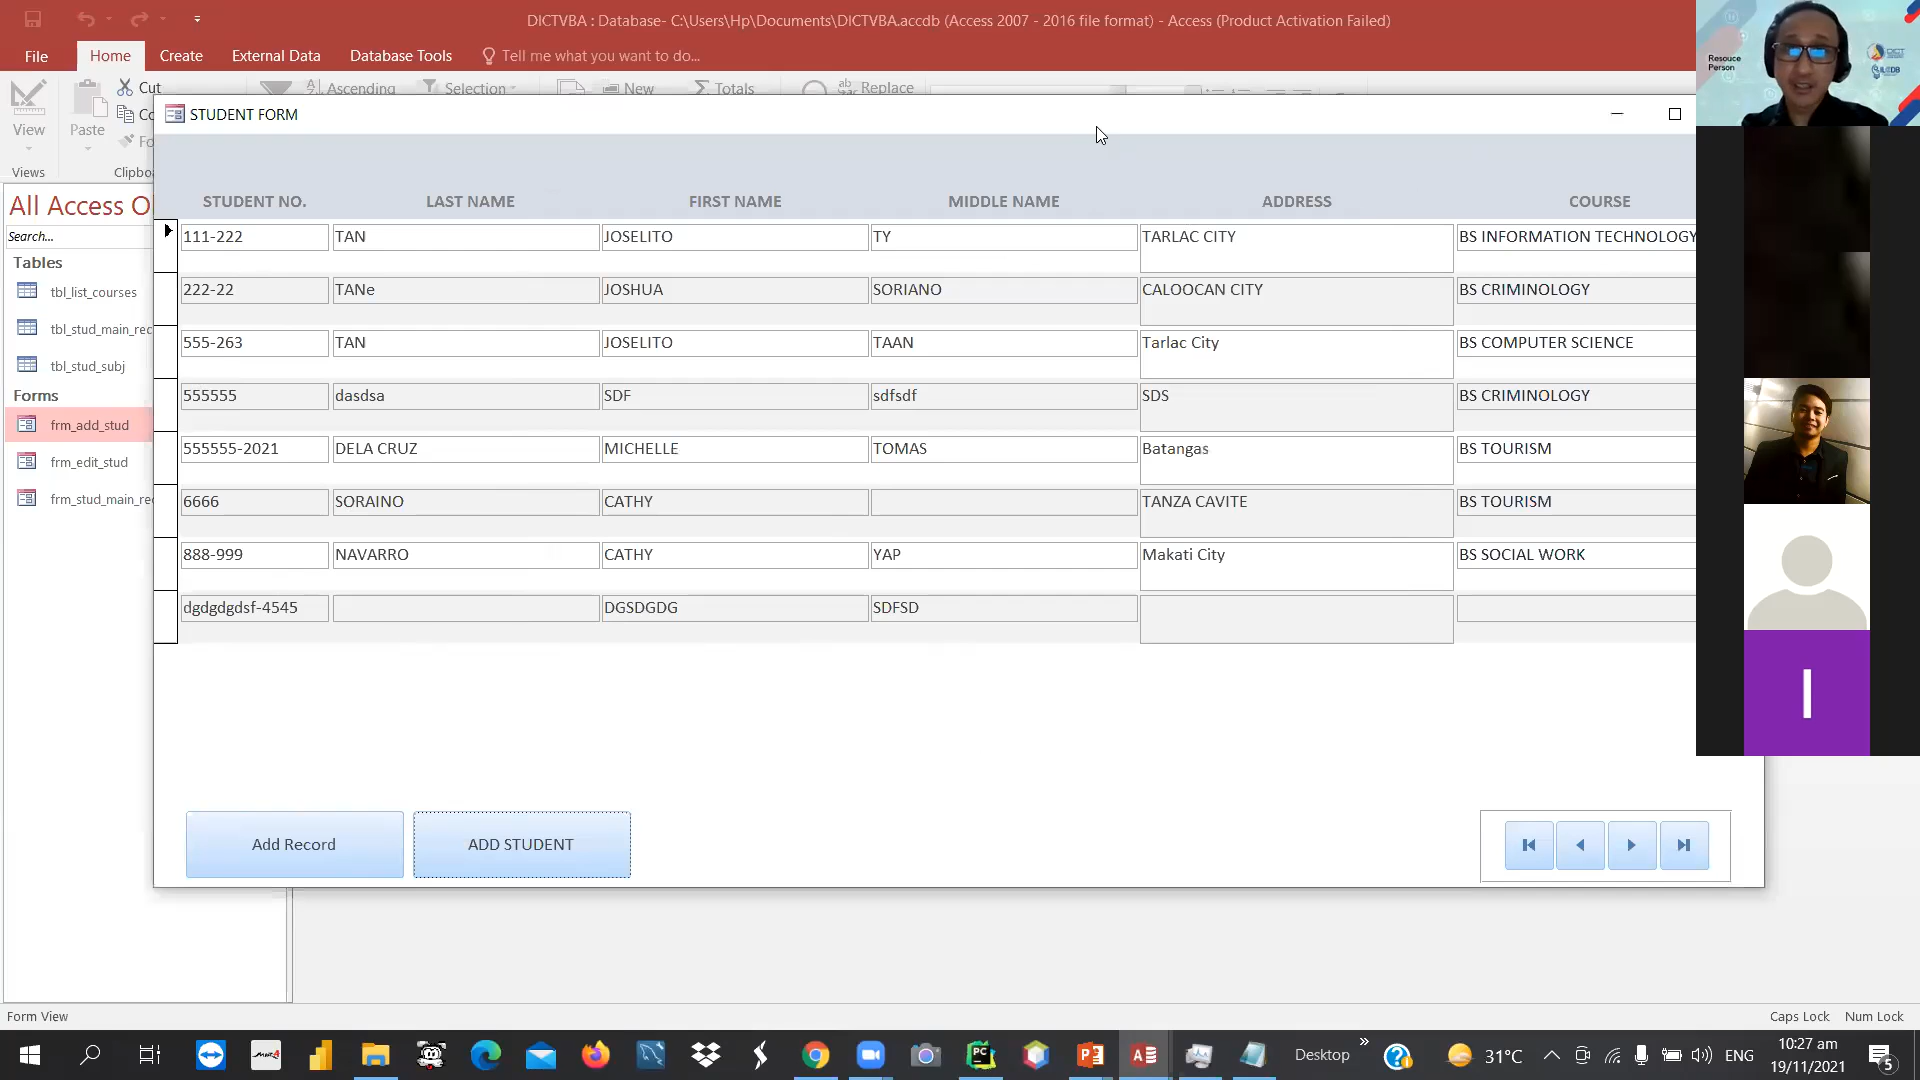 DICTVBA : Database- C:\Users\Hp\Documents\DICTVBA.accdb (Access 2007 - 2016 file format) - Access (Product Activation Failed)
File Home Create External Data Database Tools Tell me what you want to do...
Cut Ascending Selection New Totals Replace
View Paste
Views
All Access O
Search...
Tables
tbl_list_courses
tbl_stud_main_rec
tbl_stud_subj
Forms
frm_add_stud
frm_edit_stud
frm_stud_main_rec
STUDENT FORM
STUDENT NO. LAST NAME FIRST NAME MIDDLE NAME ADDRESS COURSE
111-222 TAN JOSELITO TY TARLAC CITY BS INFORMATION TECHNOLOGY
222-22 TANe JOSHUA SORIANO CALOOCAN CITY BS CRIMINOLOGY
555-263 TAN JOSELITO TAAN Tarlac City BS COMPUTER SCIENCE
555555 dasdsa SDF sdfsdf SDS BS CRIMINOLOGY
555555-2021 DELA CRUZ MICHELLE TOMAS Batangas BS TOURISM
6666 SORAINO CATHY TANZA CAVITE BS TOURISM
888-999 NAVARRO CATHY YAP Makati City BS SOCIAL WORK
dgdgdgdsf-4545 DGSDGDG SDFSD
Add Record ADD STUDENT
Resouce
Person
DICT
ILCDB
I
Form View Caps Lock Num Lock
Desktop 31°C ENG 10:27 am
19/11/2021
5